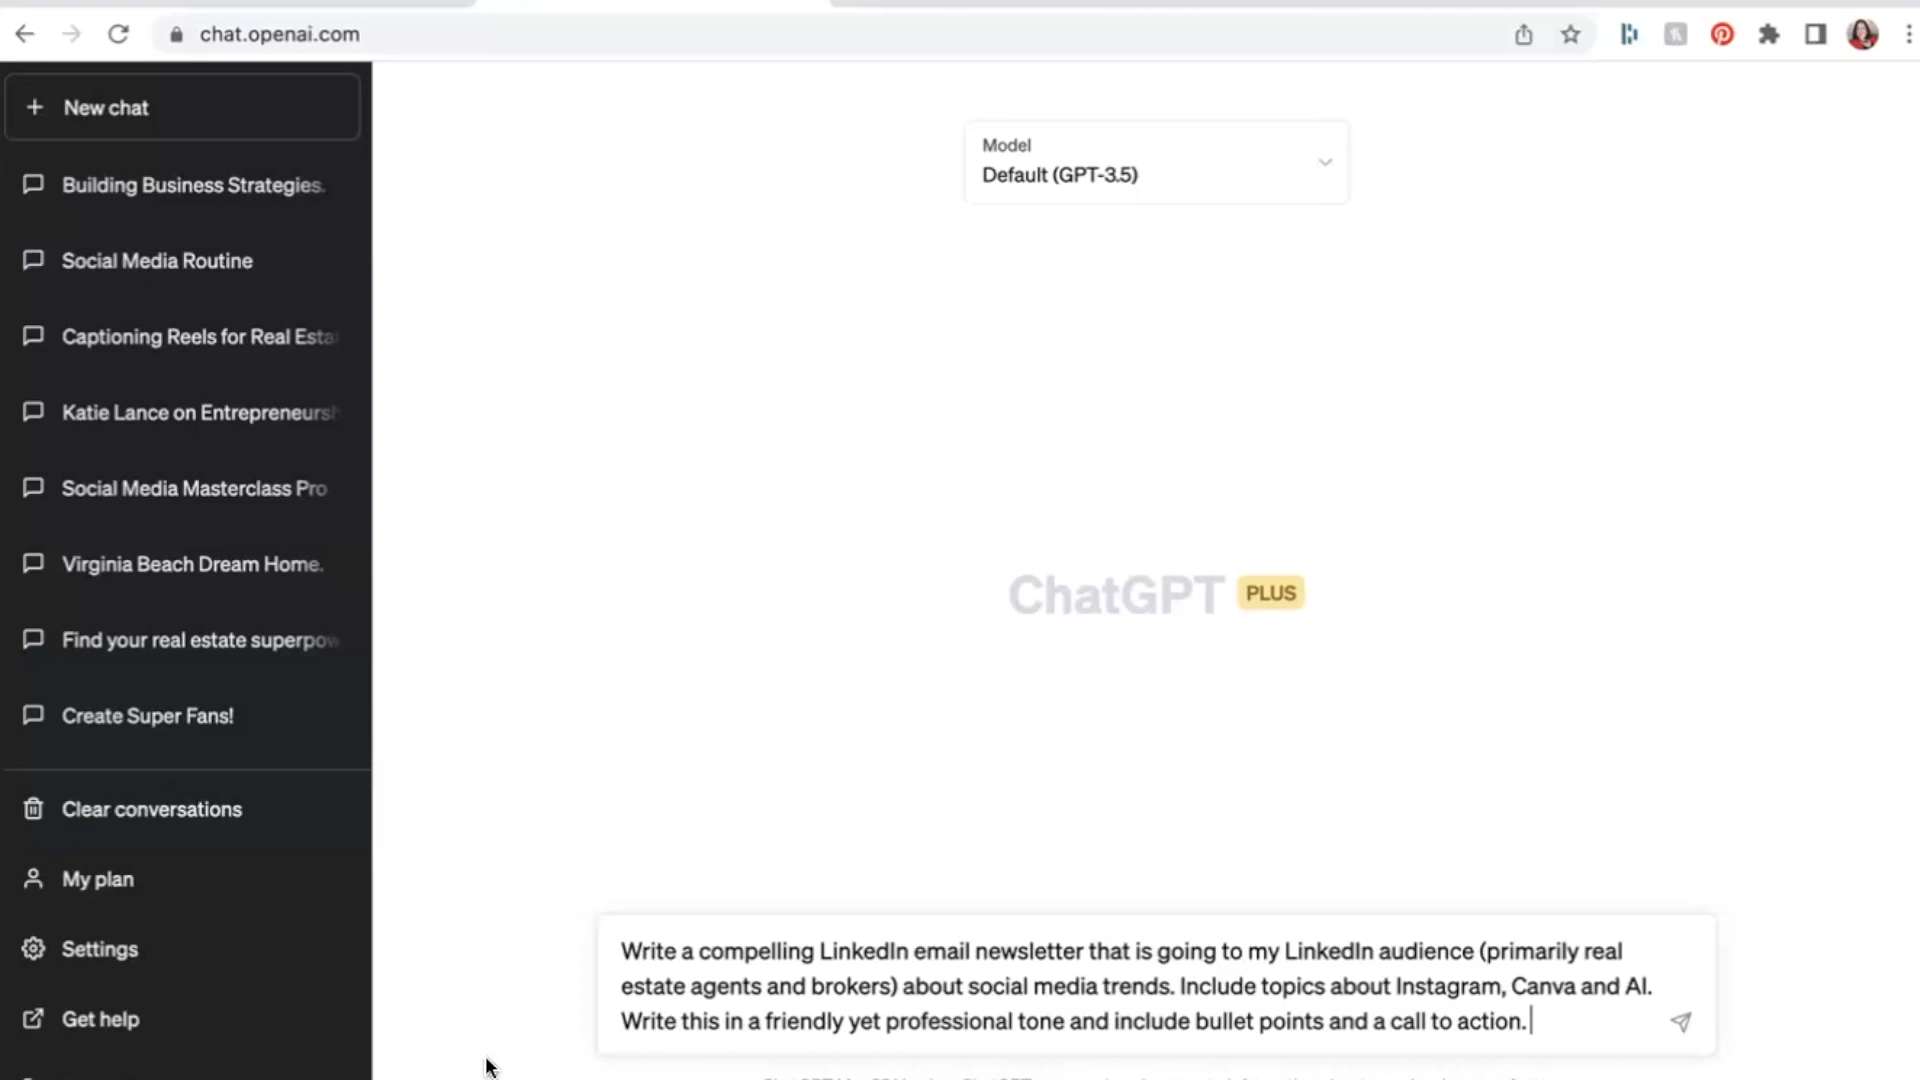 chat.openai.com
New chat
Building Business Strategies.
Social Media Routine
Captioning Reels for Real Esta
Katie Lance on Entrepreneursh
Social Media Masterclass Pro
Virginia Beach Dream Home.
Find your real estate superpow
Create Super Fans!
Clear conversations
My plan
Settings
Get help
Model
Default (GPT-3.5)
ChatGPT PLUS
Write a compelling LinkedIn email newsletter that is going to my LinkedIn audience (primarily real
estate agents and brokers) about social media trends. Include topics about Instagram, Canva and AI.
Write this in a friendly yet professional tone and include bullet points and a call to action.